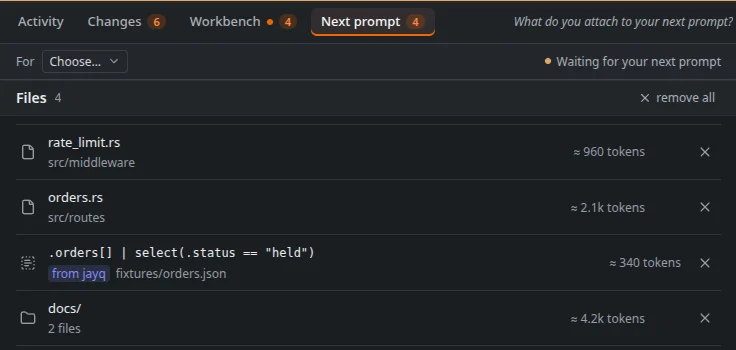 Activity Changes 6 Workbench 4 Next prompt 4 What do you attach to your next prompt?
For Choose... Waiting for your next prompt
Files 4 remove all
rate_limit.rs
src/middleware
≈ 960 tokens
orders.rs
src/routes
≈ 2.1k tokens
.orders[] | select(.status == "held")
from jayq fixtures/orders.json
≈ 340 tokens
docs/
2 files
≈ 4.2k tokens